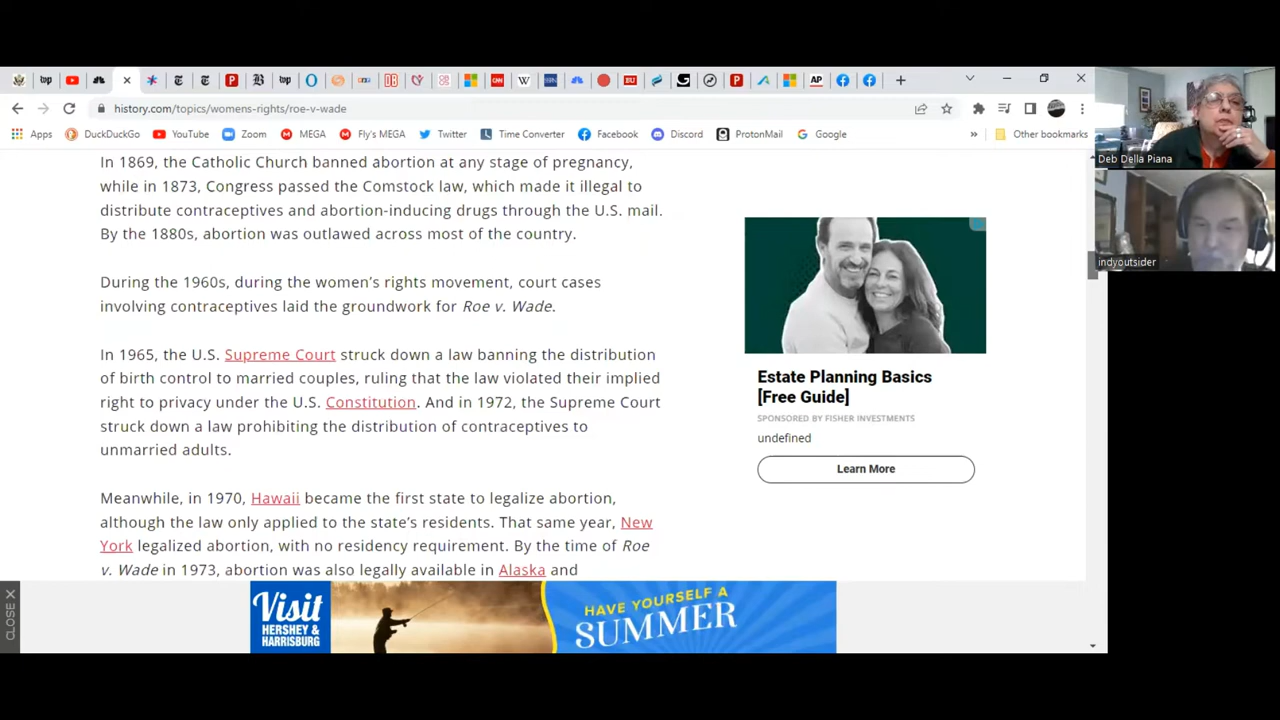 history.com/topics/womens-rights/roe-v-wade
Apps DuckDuckGo YouTube Zoom MEGA Fly's MEGA Twitter Time Converter Facebook Discord ProtonMail Google » Other bookmarks
In 1869, the Catholic Church banned abortion at any stage of pregnancy,
while in 1873, Congress passed the Comstock law, which made it illegal to
distribute contraceptives and abortion-inducing drugs through the U.S. mail.
By the 1880s, abortion was outlawed across most of the country.
During the 1960s, during the women's rights movement, court cases
involving contraceptives laid the groundwork for Roe v. Wade.
In 1965, the U.S. Supreme Court struck down a law banning the distribution
of birth control to married couples, ruling that the law violated their implied
right to privacy under the U.S. Constitution. And in 1972, the Supreme Court
struck down a law prohibiting the distribution of contraceptives to
unmarried adults.
Meanwhile, in 1970, Hawaii became the first state to legalize abortion,
although the law only applied to the state's residents. That same year, New
York legalized abortion, with no residency requirement. By the time of Roe
v. Wade in 1973, abortion was also legally available in Alaska and
Estate Planning Basics
[Free Guide]
SPONSORED BY FISHER INVESTMENTS
undefined
Learn More
CLOSE X
Visit
HERSHEY &
HARRISBURG
HAVE YOURSELF A
SUMMER
Deb Della Piana
indyoutsider